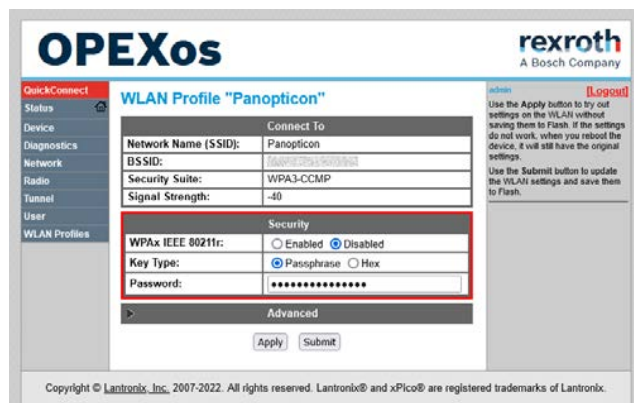 OPEXos
rexroth
A Bosch Company
QuickConnect
Status
Device
Diagnostics
Network
Radio
Tunnel
User
WLAN Profiles
WLAN Profile "Panopticon"
Connect To
Network Name (SSID): Panopticon
BSSID:
Security Suite: WPA3-CCMP
Signal Strength: -40
Security
WPAx IEEE 80211r: Enabled Disabled
Key Type: Passphrase Hex
Password: •••••••••••••••
Advanced
Apply Submit
admin [Logout]
Use the Apply button to try out
settings on the WLAN without
saving them to Flash. If the settings
do not work, when you reboot the
device, it will still have the original
settings.
Use the Submit button to update
the WLAN settings and save them
to Flash.
Copyright © Lantronix, Inc. 2007-2022. All rights reserved. Lantronix® and xPico® are registered trademarks of Lantronix.